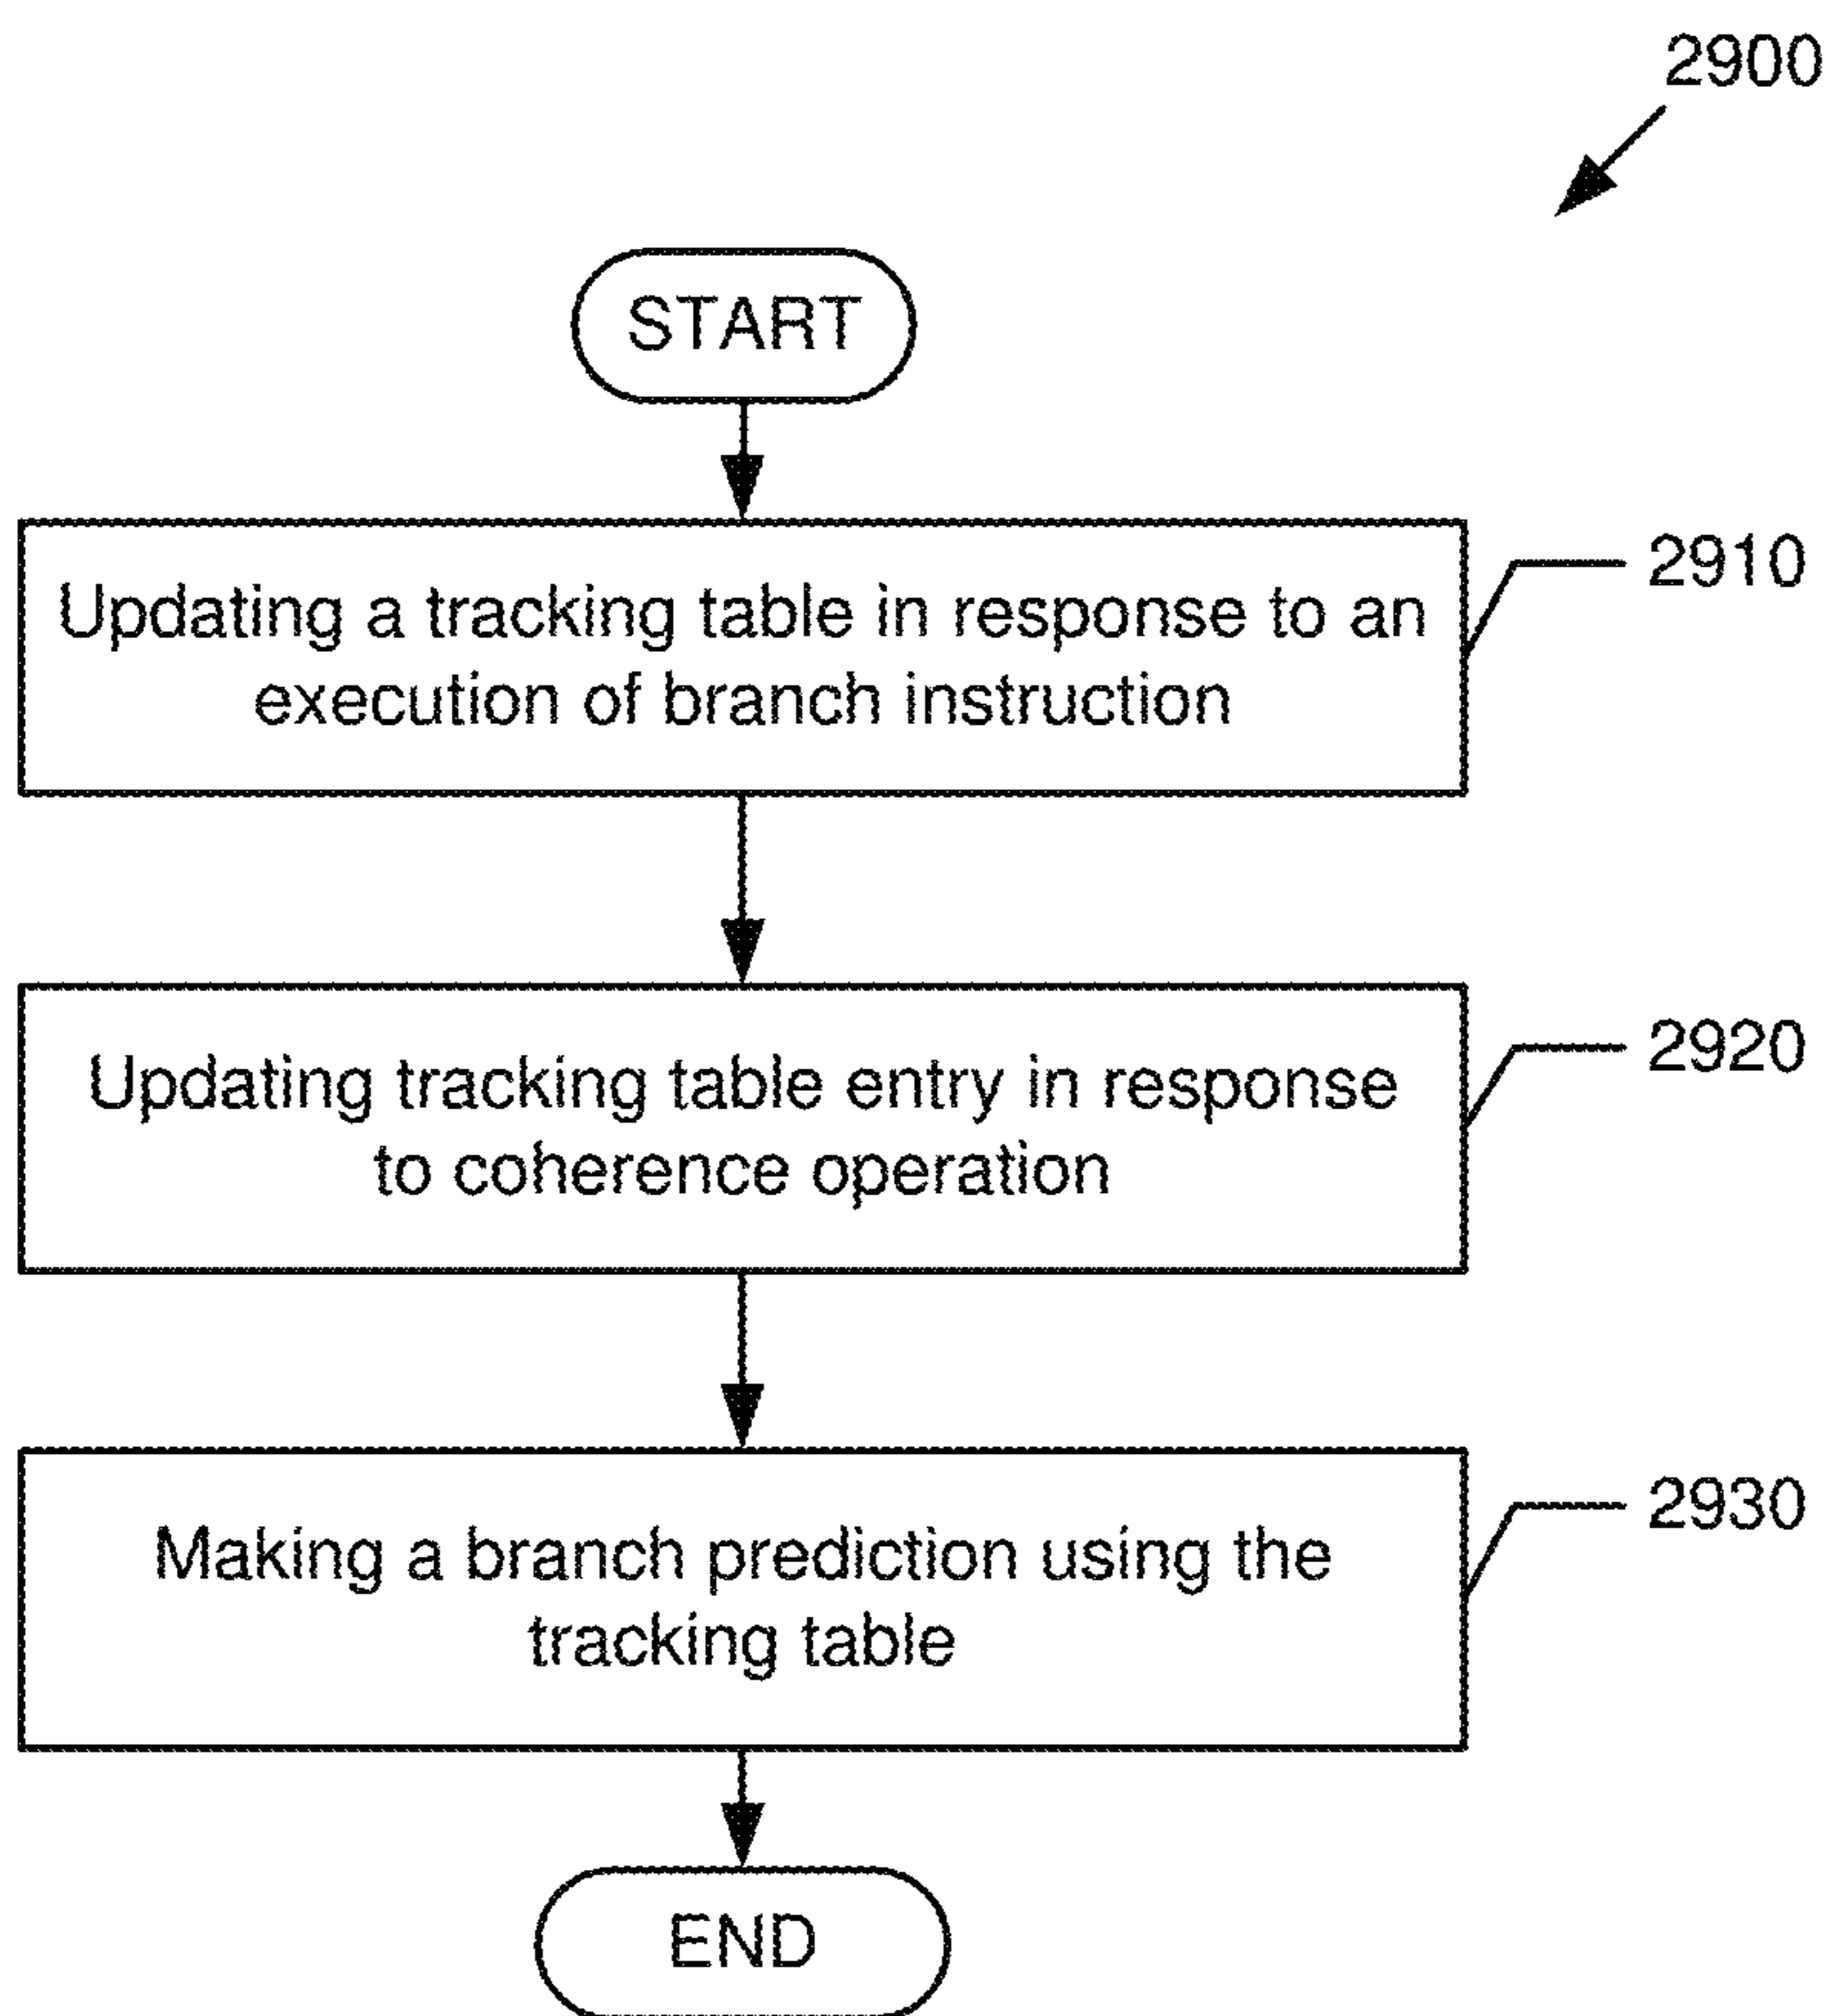 2900
START
Updating a tracking table in response to an
execution of branch instruction
2910
Updating tracking table entry in response
to coherence operation
2920
Making a branch prediction using the
tracking table
2930
END